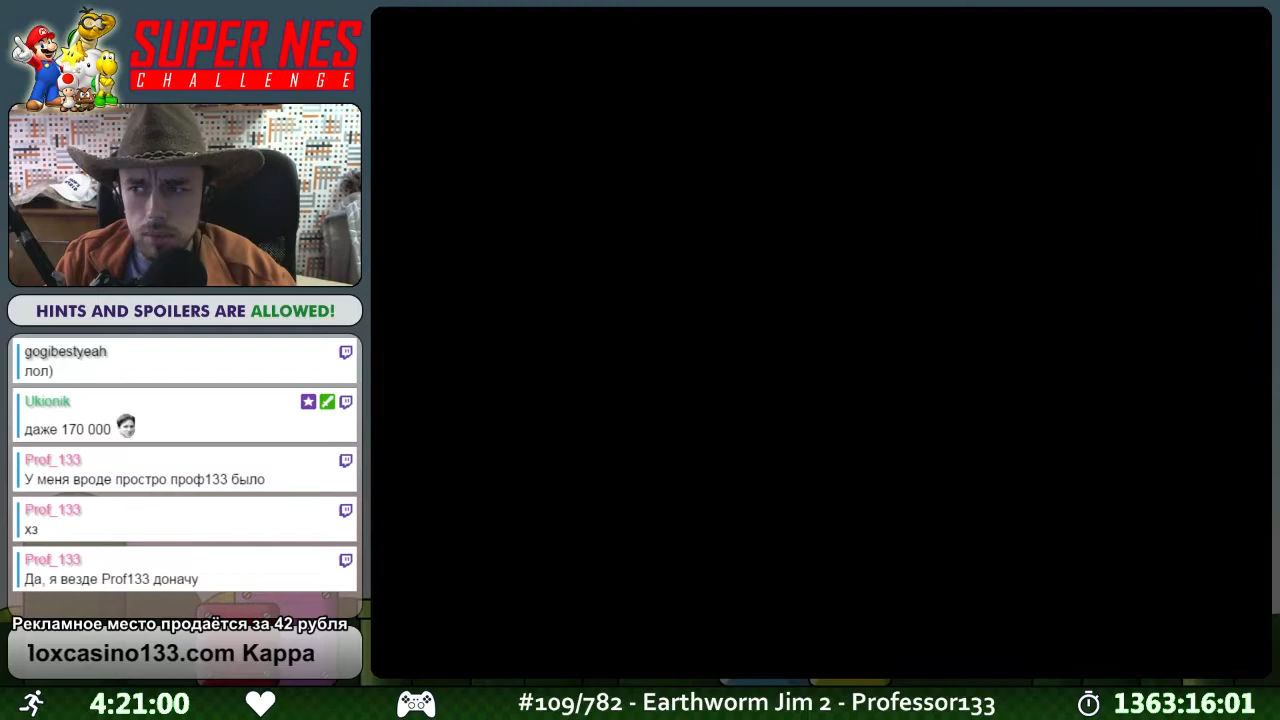 SUPER NES
CHALLENGE
HINTS AND SPOILERS ARE ALLOWED!
gogibestyeah
лол)
Ukionik
даже 170 000
Prof_133
У меня вроде простро проф133 было
Prof_133
хз
Prof_133
Да, я везде Prof133 доначу
Рекламное место продаётся за 42 рубля
1oxcasino133.com Kappa
4:21:00
#109/782 - Earthworm Jim 2 - Professor133
1363:16:01